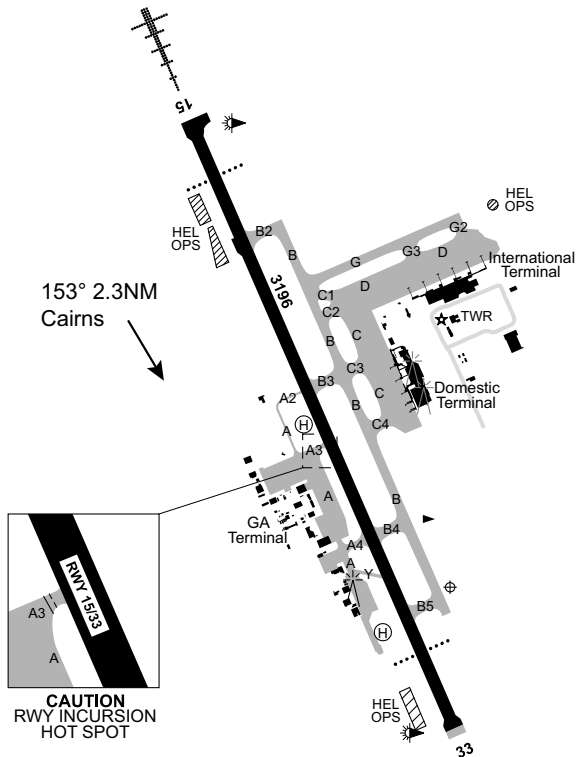 15
HEL
OPS
B2
B
HEL
OPS
G2
G3
D
G
D
International
Terminal
3196
153° 2.3NM
Cairns
C1
C2
TWR
B
C
C3
B3
Domestic
Terminal
A2
B
C
C4
A
H
A3
A
B
GA
Terminal
B4
A4
A
Y
B5
H
RWY 15/33
A3
A
CAUTION
RWY INCURSION
HOT SPOT
HEL
OPS
33